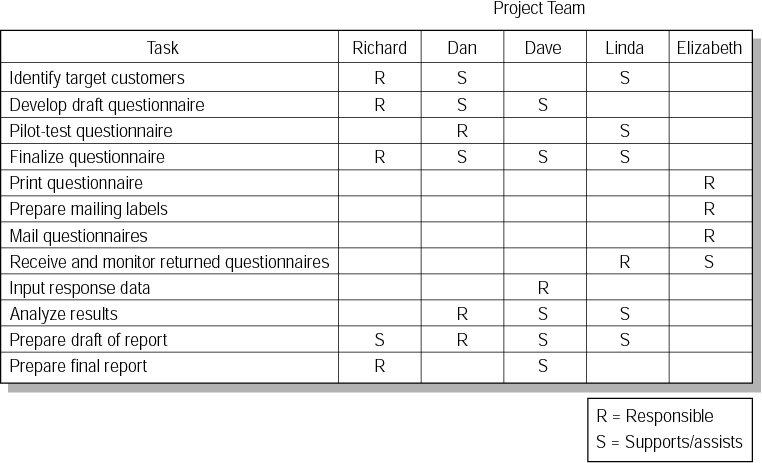 Project Team
Task Richard Dan Dave Linda Elizabeth
Identify target customers R S S
Develop draft questionnaire R S S
Pilot-test questionnaire R S
Finalize questionnaire R S S S
Print questionnaire R
Prepare mailing labels R
Mail questionnaires R
Receive and monitor returned questionnaires R S
Input response data R
Analyze results R S S
Prepare draft of report S R S S
Prepare final report R S
R = Responsible
S = Supports/assists